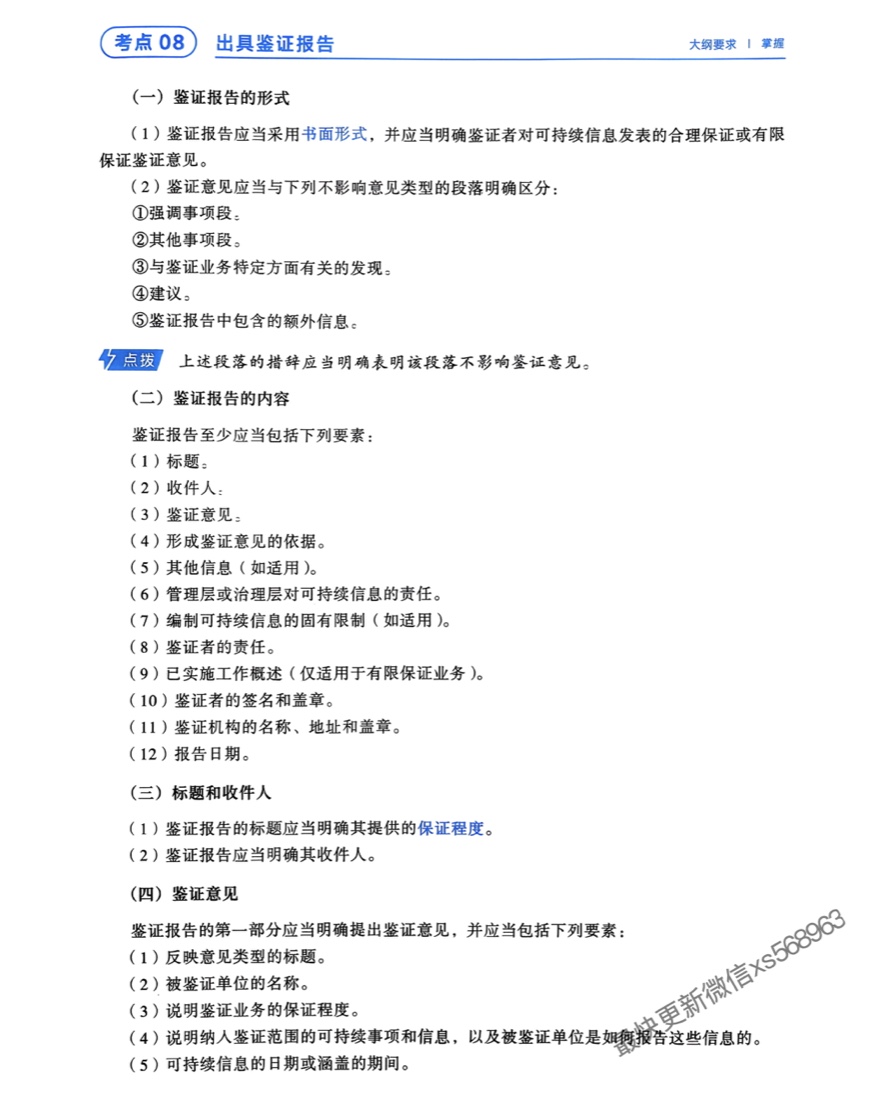 考点 08 出具鉴证报告
大纲要求 | 掌握
（一）鉴证报告的形式
（1）鉴证报告应当采用书面形式，并应当明确鉴证者对可持续信息发表的合理保证或有限
保证鉴证意见。
（2）鉴证意见应当与下列不影响意见类型的段落明确区分：
①强调事项段。
②其他事项段。
③与鉴证业务特定方面有关的发现。
④建议。
⑤鉴证报告中包含的额外信息。
点拨 上述段落的措辞应当明确表明该段落不影响鉴证意见。
（二）鉴证报告的内容
鉴证报告至少应当包括下列要素：
（1）标题。
（2）收件人。
（3）鉴证意见。
（4）形成鉴证意见的依据。
（5）其他信息（如适用）。
（6）管理层或治理层对可持续信息的责任。
（7）编制可持续信息的固有限制（如适用）。
（8）鉴证者的责任。
（9）已实施工作概述（仅适用于有限保证业务）。
（10）鉴证者的签名和盖章。
（11）鉴证机构的名称、地址和盖章。
（12）报告日期。
（三）标题和收件人
（1）鉴证报告的标题应当明确其提供的保证程度。
（2）鉴证报告应当明确其收件人。
（四）鉴证意见
鉴证报告的第一部分应当明确提出鉴证意见，并应当包括下列要素：
（1）反映意见类型的标题。
（2）被鉴证单位的名称。
（3）说明鉴证业务的保证程度。
（4）说明纳入鉴证范围的可持续事项和信息，以及被鉴证单位是如何报告这些信息的。
（5）可持续信息的日期或涵盖的期间。
最快更新微信xs568963